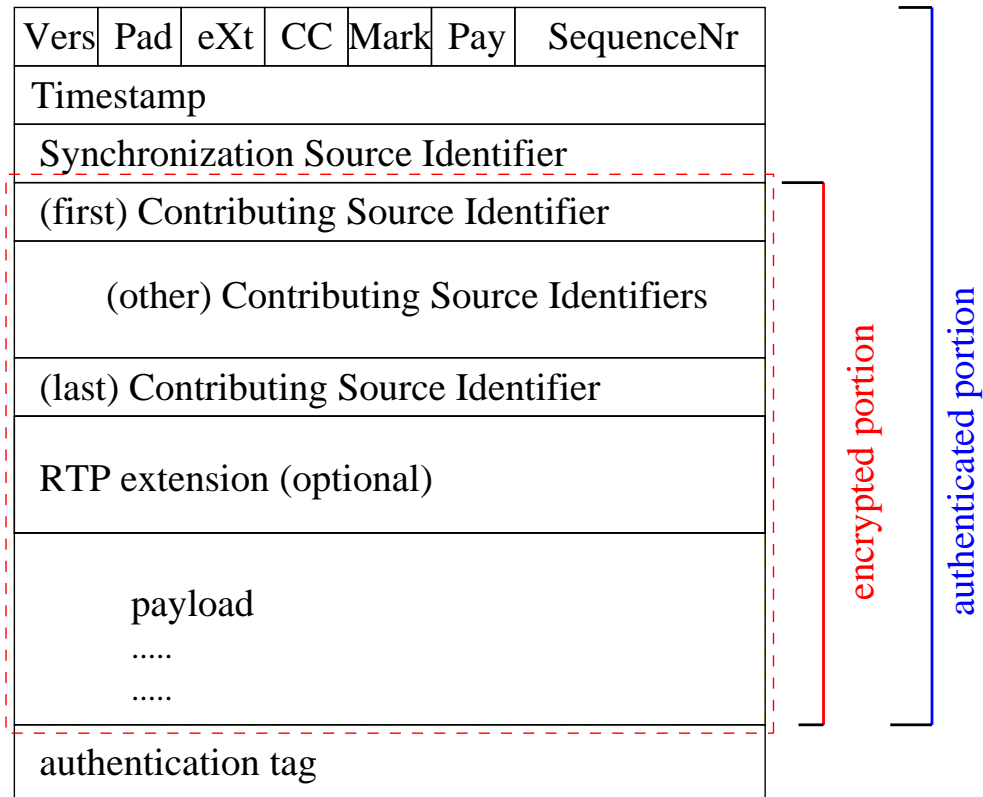 Vers Pad eXt CC Mark Pay SequenceNr
Timestamp
Synchronization Source Identifier
(first) Contributing Source Identifier
(other) Contributing Source Identifiers
(last) Contributing Source Identifier
RTP extension (optional)
payload
.....
.....
authentication tag
encrypted portion
authenticated portion